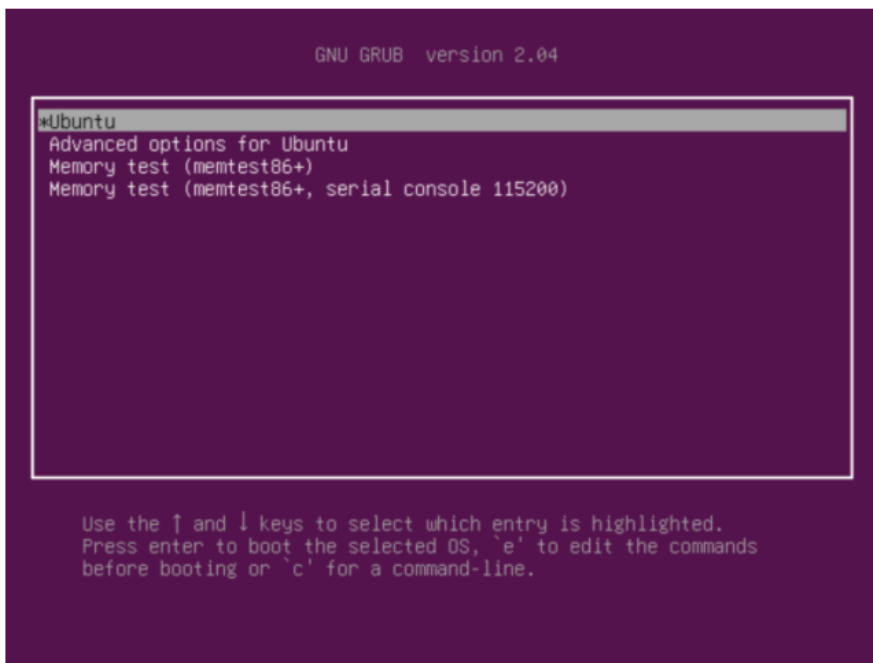 GNU GRUB  version 2.04
*Ubuntu
Advanced options for Ubuntu
Memory test (memtest86+)
Memory test (memtest86+, serial console 115200)
Use the ↑ and ↓ keys to select which entry is highlighted.
Press enter to boot the selected OS, `e' to edit the commands
before booting or `c' for a command-line.